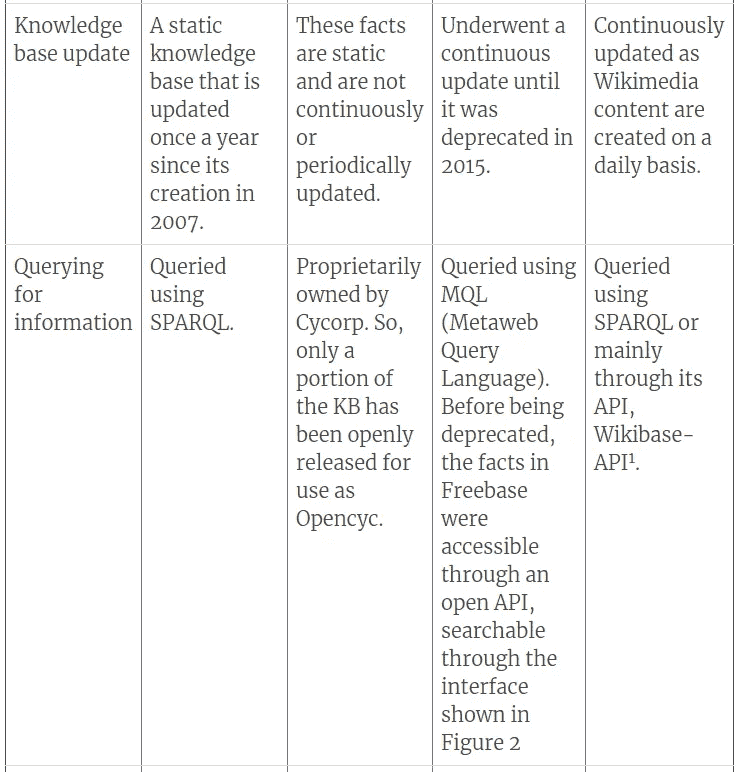 Knowledge
base update
A static
knowledge
base that is
updated
once a year
since its
creation in
2007.
These facts
are static
and are not
continuously
or
periodically
updated.
Underwent a
continuous
update until
it was
deprecated in
2015.
Continuously
updated as
Wikimedia
content are
created on a
daily basis.
Querying
for
information
Queried
using
SPARQL.
Proprietarily
owned by
Cycorp. So,
only a
portion of
the KB has
been openly
released for
use as
Opencyc.
Queried using
MQL
(Metaweb
Query
Language).
Before being
deprecated,
the facts in
Freebase
were
accessible
through an
open API,
searchable
through the
interface
shown in
Figure 2
Queried
using
SPARQL or
mainly
through its
API,
Wikibase-
API¹.